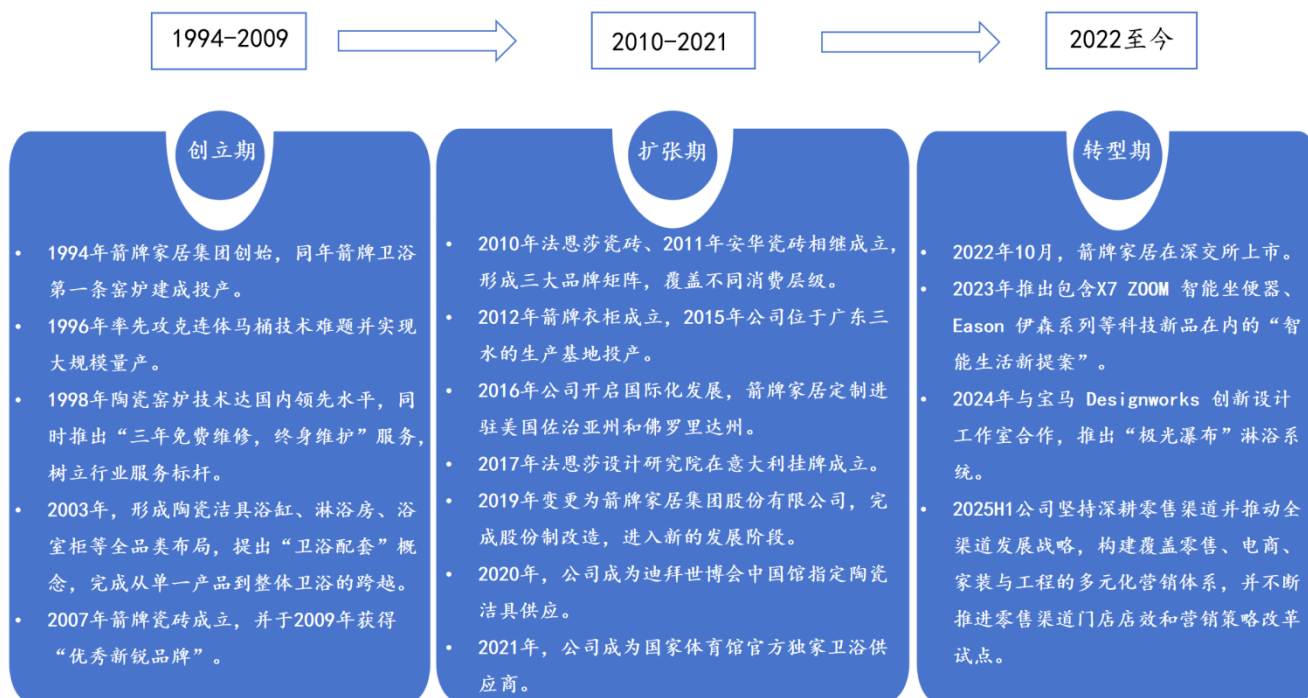 1994-2009
2010-2021
2022至今
创立期
• 1994年箭牌家居集团创始，同年箭牌卫浴
第一条窑炉建成投产。
• 1996年率先攻克连体马桶技术难题并实现
大规模量产。
• 1998年陶瓷窑炉技术达国内领先水平，同
时推出“三年免费维修，终身维护”服务，
树立行业服务标杆。
• 2003年，形成陶瓷洁具浴缸、淋浴房、浴
室柜等全品类布局，提出“卫浴配套”概
念，完成从单一产品到整体卫浴的跨越。
• 2007年箭牌瓷砖成立，并于2009年获得
“优秀新锐品牌”。
扩张期
• 2010年法恩莎瓷砖、2011年安华瓷砖相继成立，
形成三大品牌矩阵，覆盖不同消费层级。
• 2012年箭牌衣柜成立，2015年公司位于广东三
水的生产基地投产。
• 2016年公司开启国际化发展，箭牌家居定制进
驻美国佐治亚州和佛罗里达州。
• 2017年法恩莎设计研究院在意大利挂牌成立。
• 2019年变更为箭牌家居集团股份有限公司，完
成股份制改造，进入新的发展阶段。
• 2020年，公司成为迪拜世博会中国馆指定陶瓷
洁具供应。
• 2021年，公司成为国家体育馆官方独家卫浴供
应商。
转型期
• 2022年10月，箭牌家居在深交所上市。
• 2023年推出包含X7 ZOOM 智能坐便器、
Eason 伊森系列等科技新品在内的“智
能生活新提案”。
• 2024年与宝马 Designworks 创新设计
工作室合作，推出“极光瀑布”淋浴系
统。
• 2025H1公司坚持深耕零售渠道并推动全
渠道发展战略，构建覆盖零售、电商、
家装与工程的多元化营销体系，并不断
推进零售渠道门店店效和营销策略改革
试点。